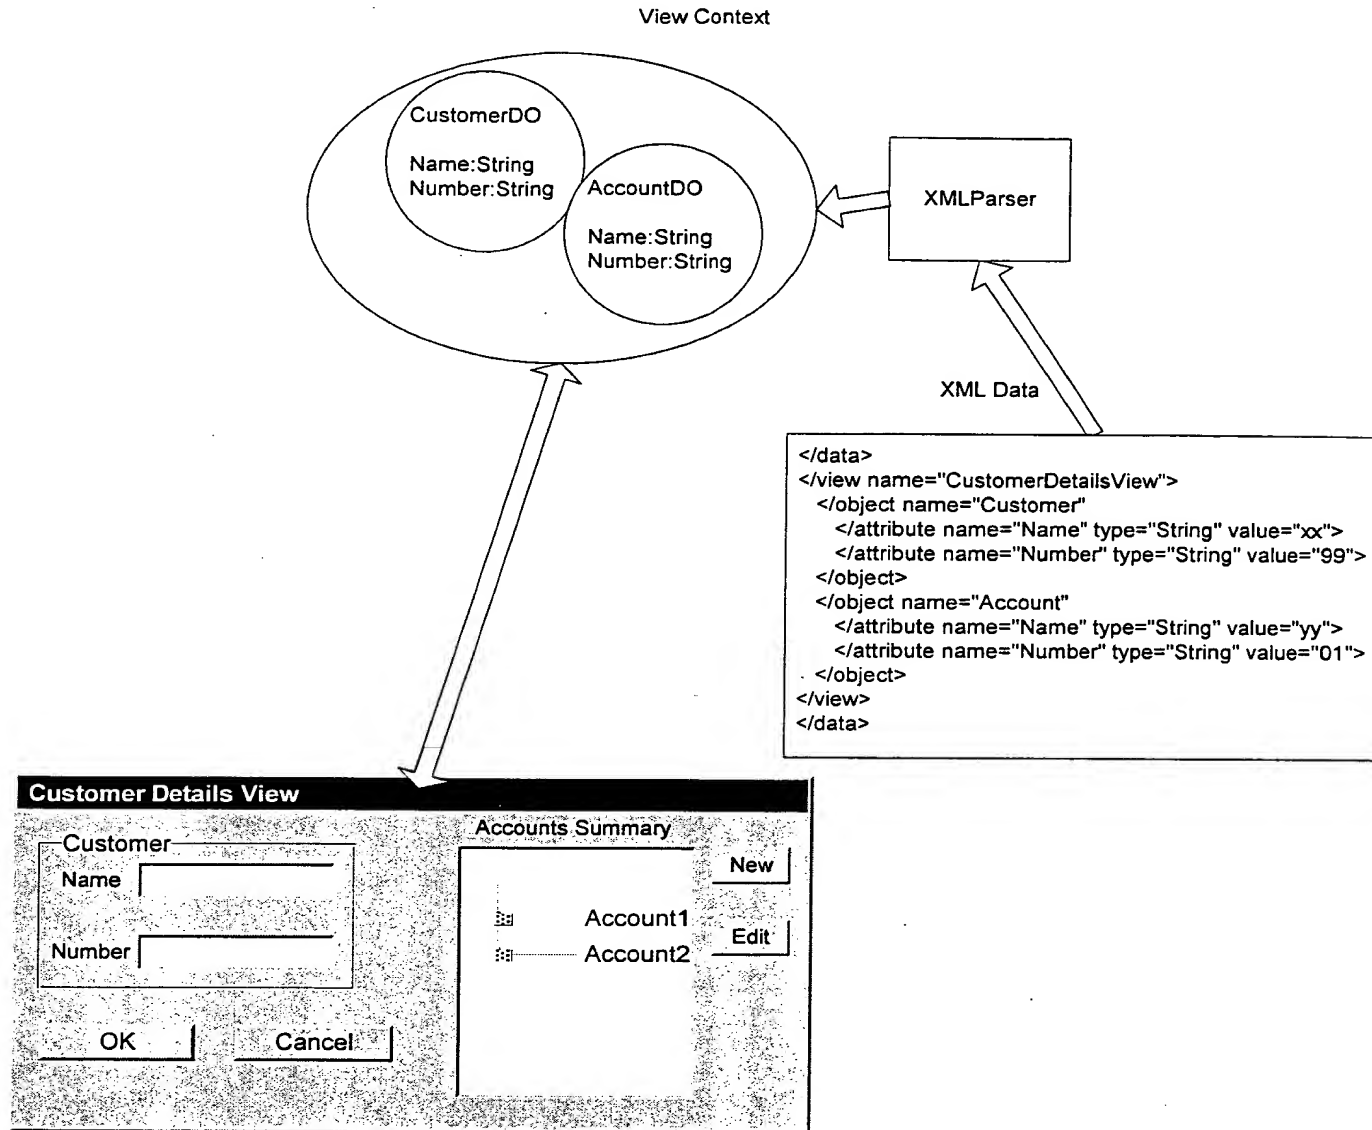 View Context
CustomerDO
Name:String
Number:String
AccountDO
Name:String
Number:String
XMLParser
XML Data
</data>
</view name="CustomerDetailsView">
</object name="Customer"
</attribute name="Name" type="String" value="xx">
</attribute name="Number" type="String" value="99">
</object>
</object name="Account"
</attribute name="Name" type="String" value="yy">
</attribute name="Number" type="String" value="01">
</object>
</view>
</data>
Customer Details View
Customer
Name
Number
OK
Cancel
Accounts Summary
Account1
Account2
New
Edit